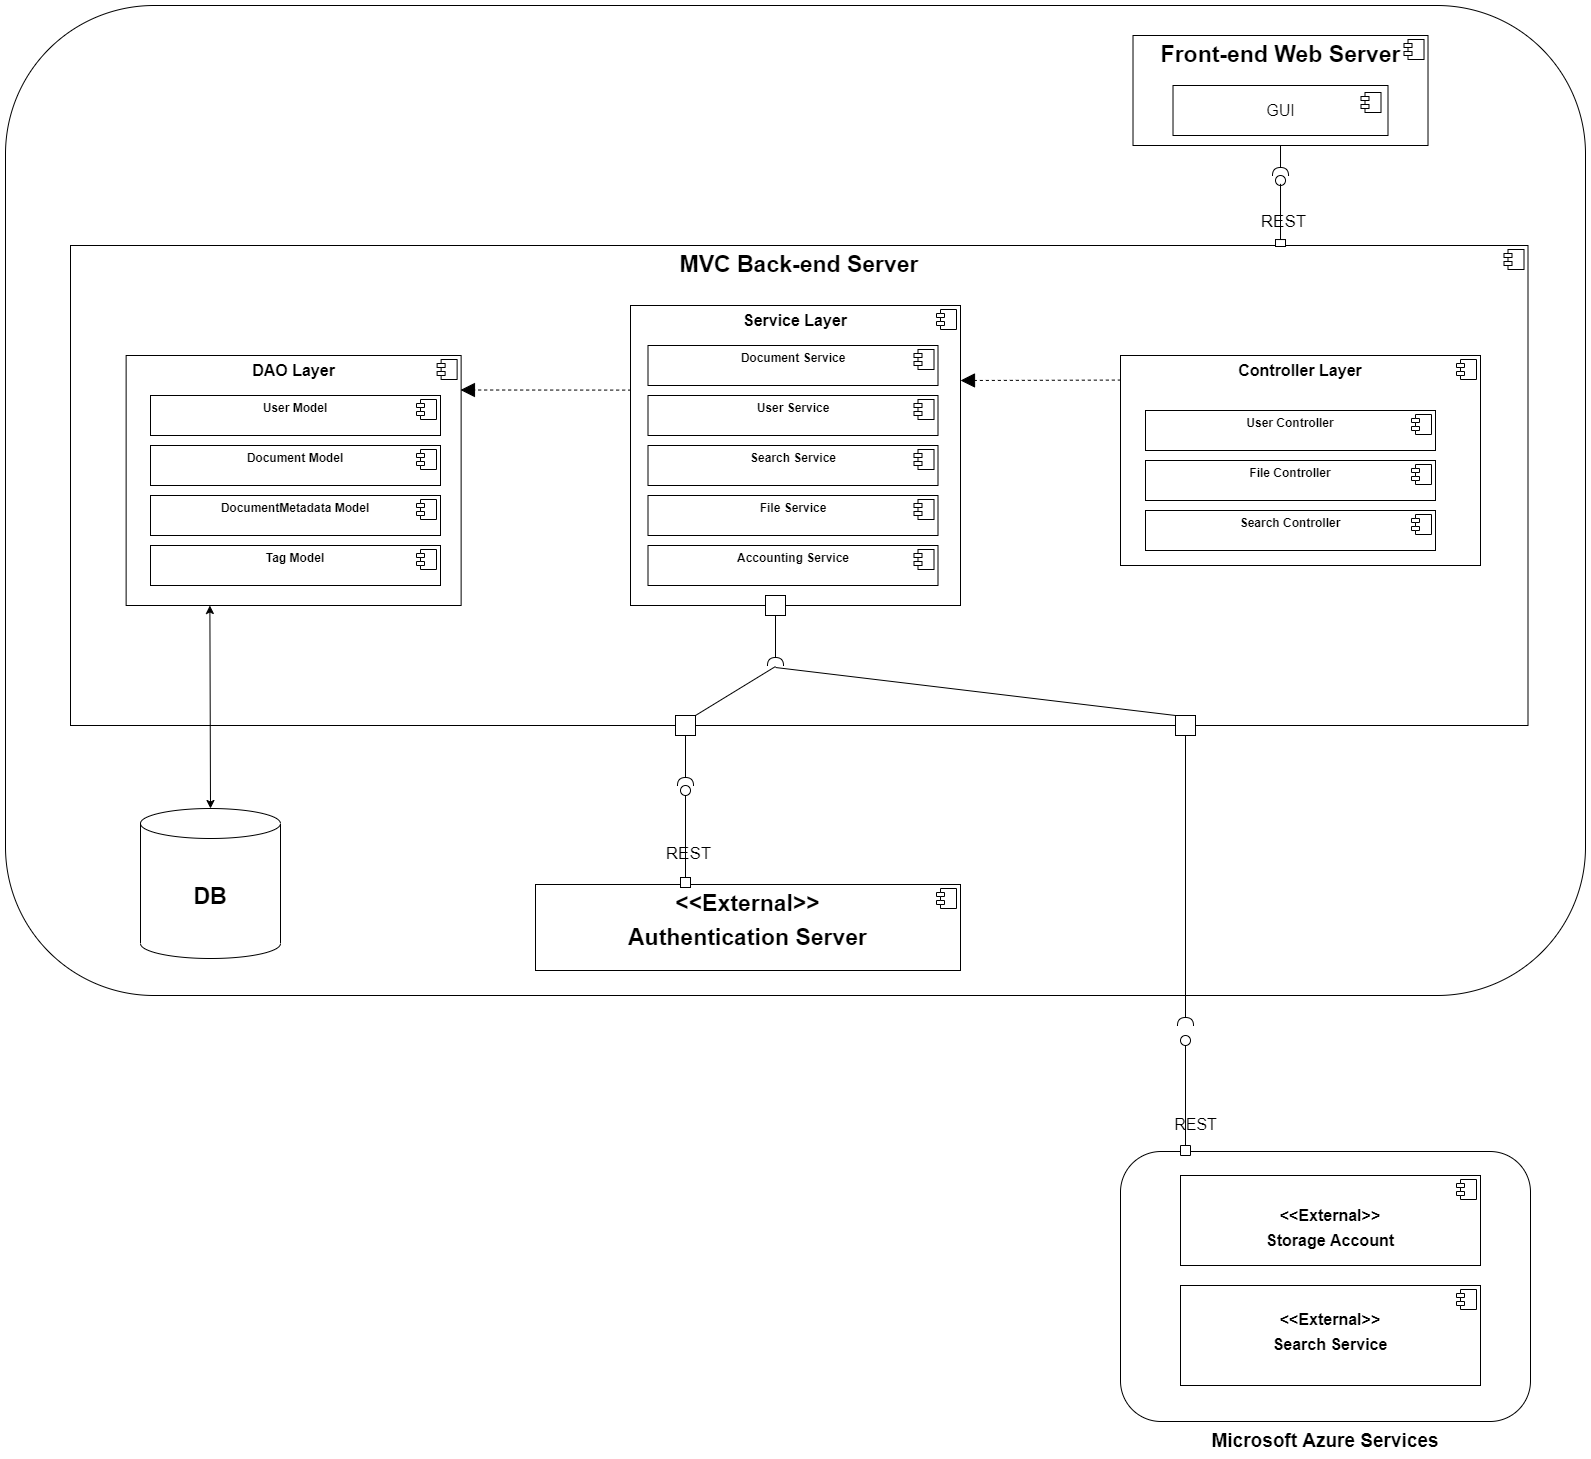 Front-end Web Server
GUI
REST
MVC Back-end Server
DAO Layer
User Model
Document Model
DocumentMetadata Model
Tag Model
Service Layer
Document Service
User Service
Search Service
File Service
Accounting Service
Controller Layer
User Controller
File Controller
Search Controller
DB
REST
<<External>>
Authentication Server
REST
<<External>>
Storage Account
<<External>>
Search Service
Microsoft Azure Services